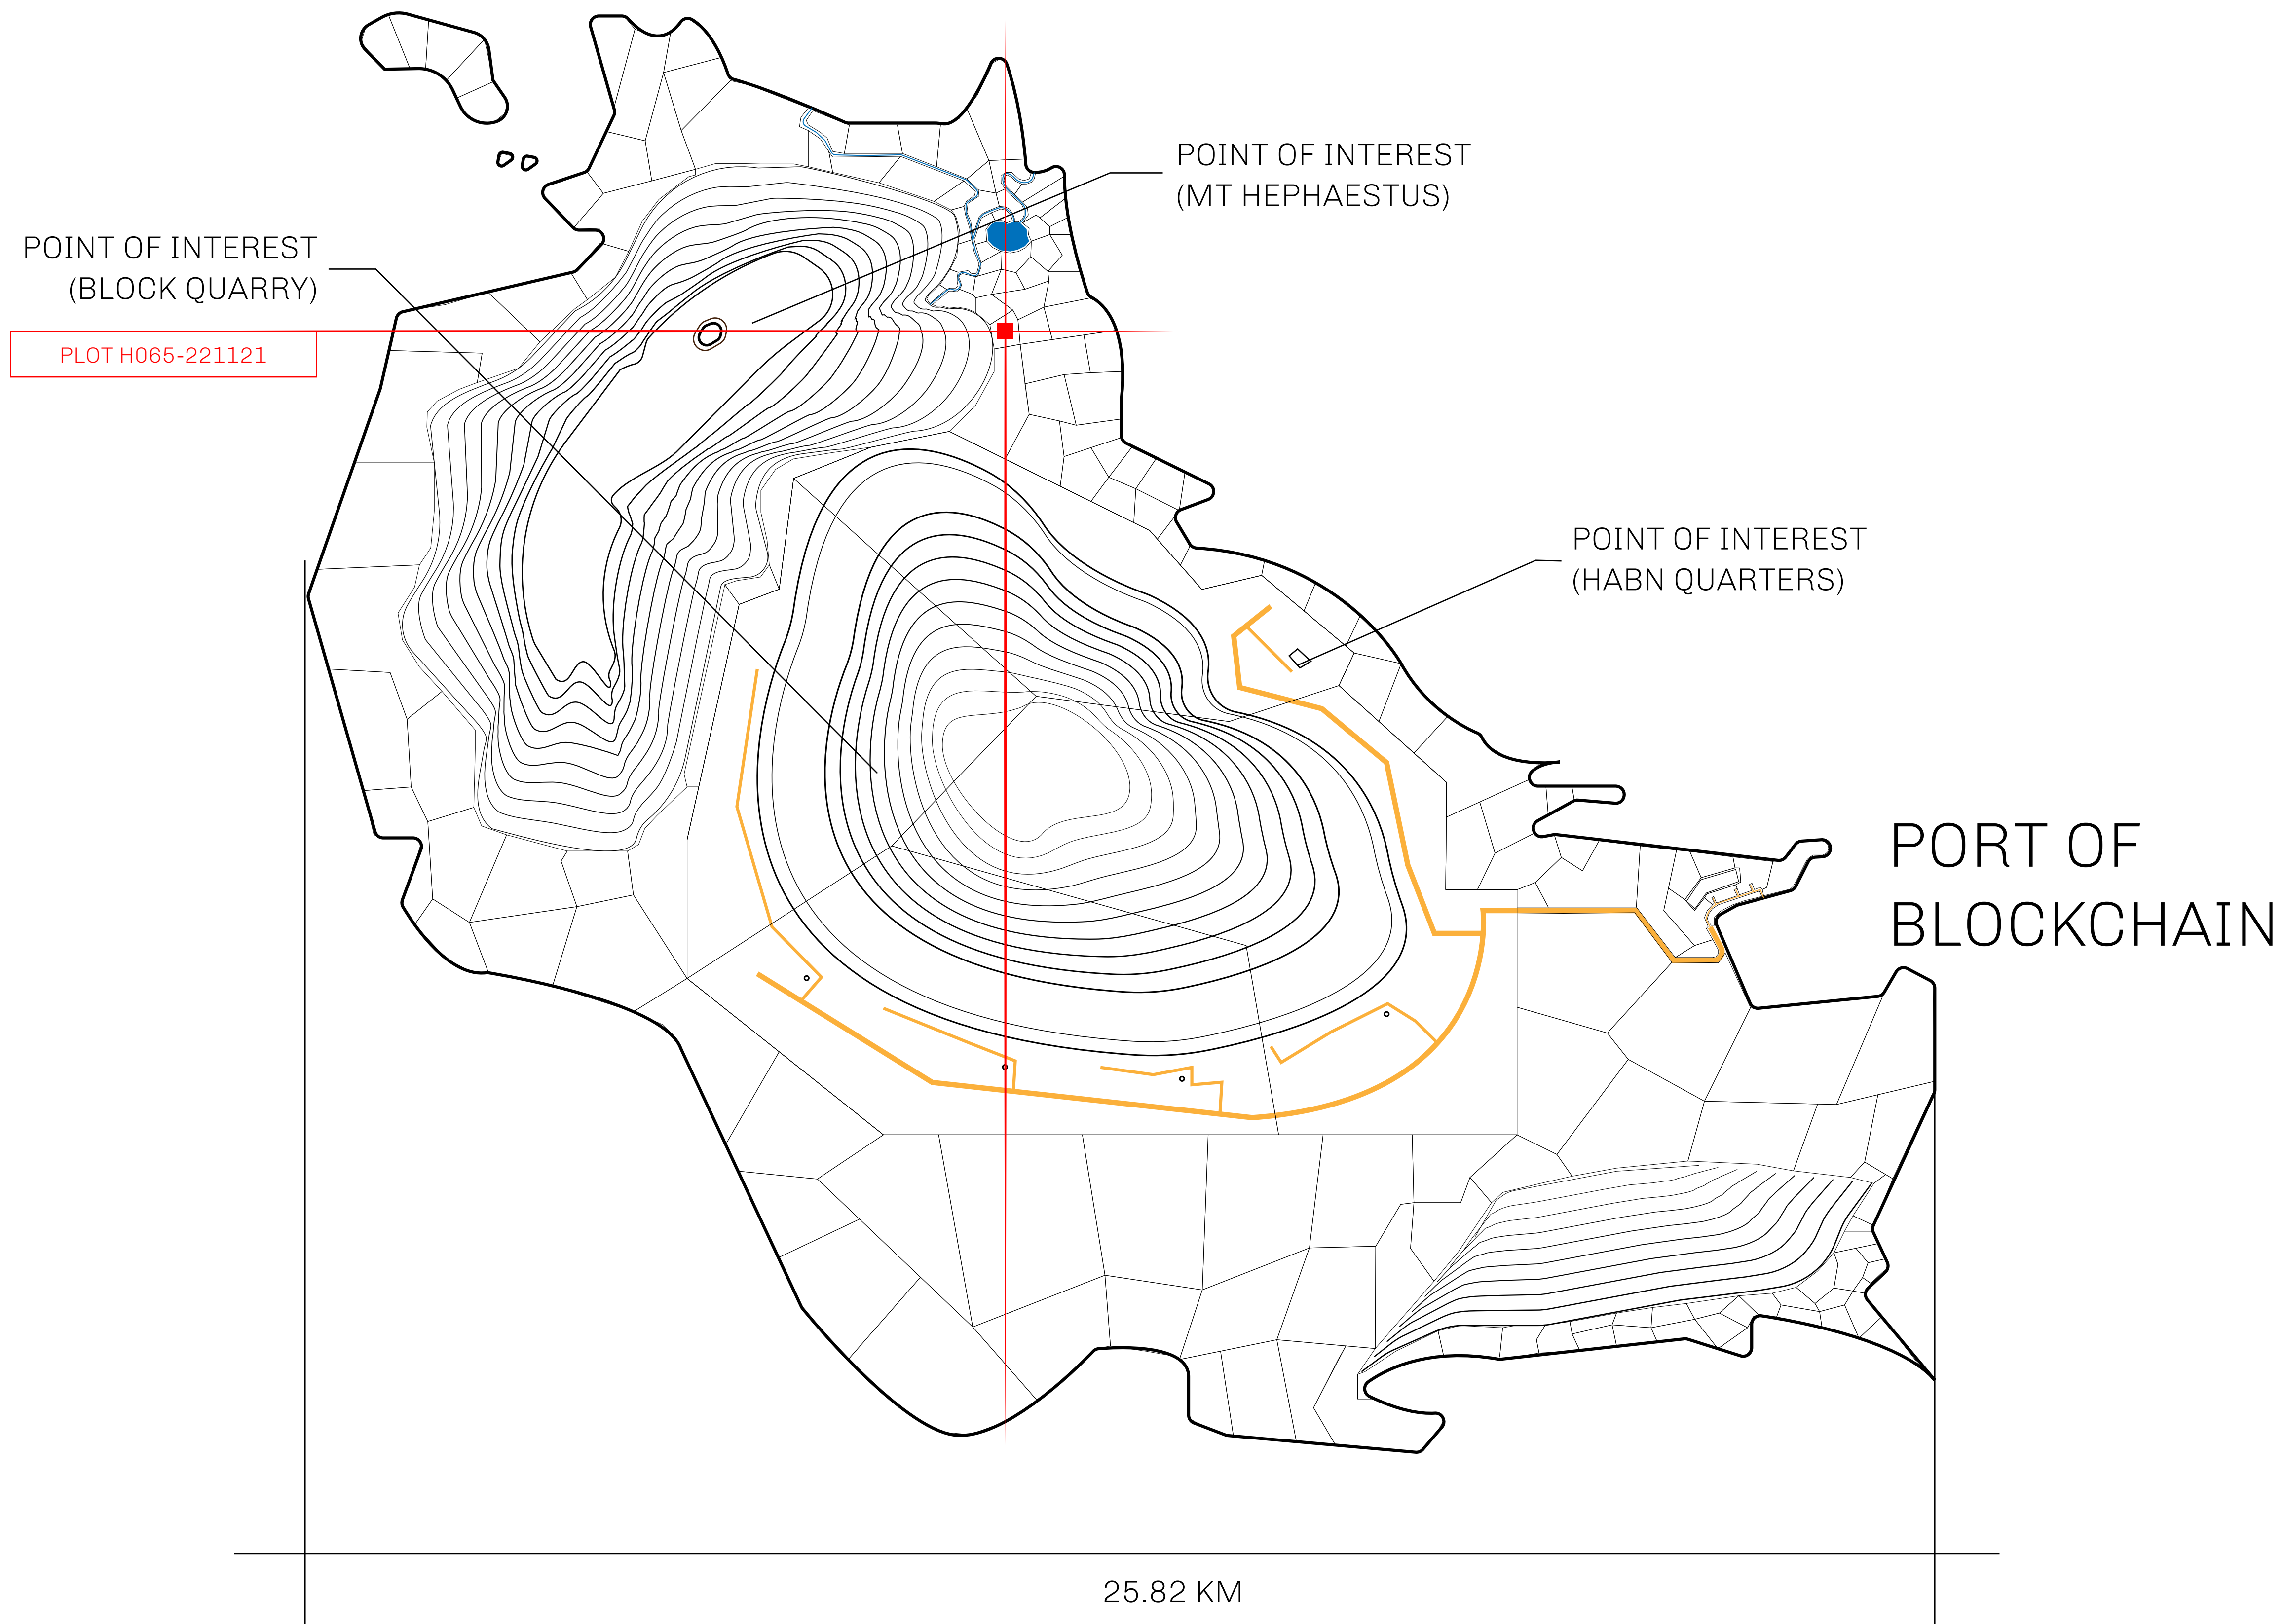 POINT OF INTEREST
(MT HEPHAESTUS)
POINT OF INTEREST
(BLOCK QUARRY)
PLOT H065-221121
POINT OF INTEREST
(HABN QUARTERS)
PORT OF
BLOCKCHAIN
25.82 KM